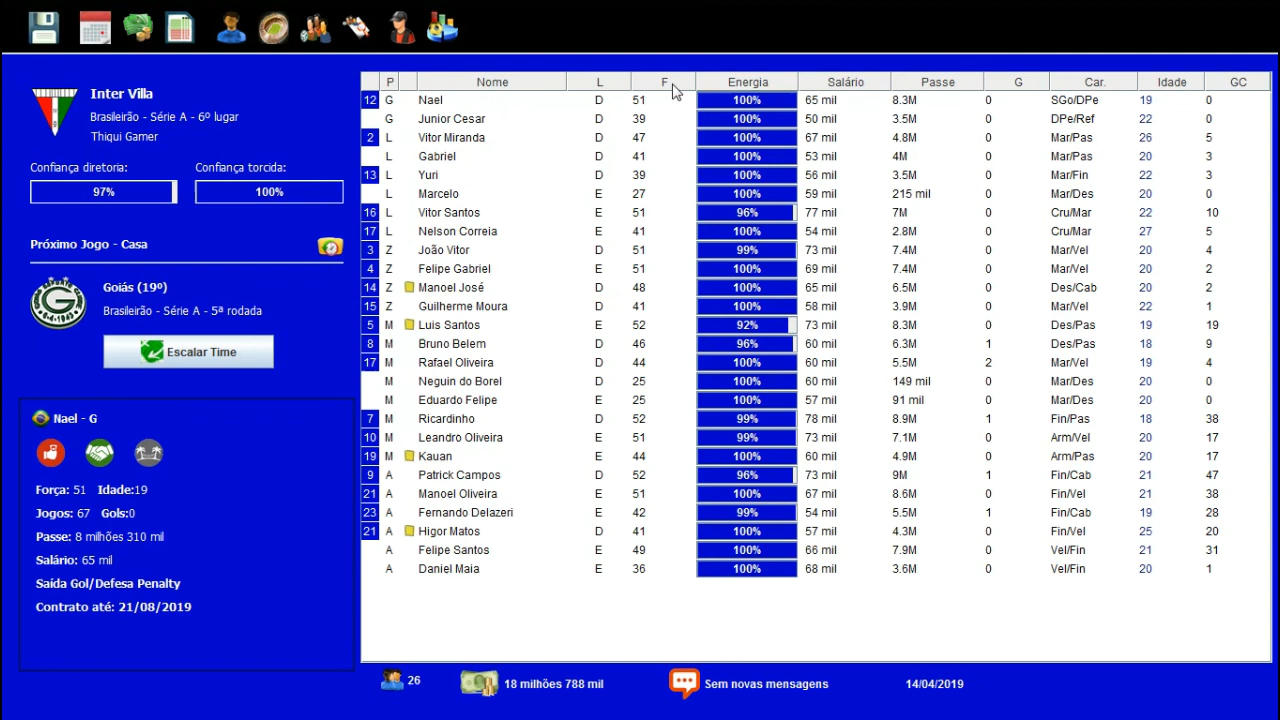 Inter Villa
Brasileirão - Série A - 6º lugar
Thiqui Gamer
Confiança diretoria: Confiança torcida:
97% 100%
Próximo Jogo - Casa
Goiás (19º)
Brasileirão - Série A - 5ª rodada
Escalar Time
Nael - G
Força: 51 Idade:19
Jogos: 67 Gols:0
Passe: 8 milhões 310 mil
Salário: 65 mil
Saída Gol/Defesa Penalty
Contrato até: 21/08/2019
P Nome L F Energia Salário Passe G Car. Idade GC
12 G Nael D 51 100% 65 mil 8.3M 0 SGo/DPe 19 0
G Junior Cesar D 39 100% 50 mil 3.5M 0 DPe/Ref 22 0
2 L Vitor Miranda D 47 100% 67 mil 4.8M 0 Mar/Pas 26 5
L Gabriel D 41 100% 53 mil 4M 0 Mar/Pas 20 3
13 L Yuri D 39 100% 56 mil 3.5M 0 Mar/Fin 22 3
L Marcelo E 27 100% 59 mil 215 mil 0 Mar/Des 20 0
16 L Vitor Santos E 51 96% 77 mil 7M 0 Cru/Mar 22 10
17 L Nelson Correia E 41 100% 54 mil 2.8M 0 Cru/Mar 27 5
3 Z João Vitor D 51 99% 73 mil 7.4M 0 Mar/Vel 20 4
4 Z Felipe Gabriel E 51 100% 69 mil 7.4M 0 Mar/Vel 20 2
14 Z Manoel José D 48 100% 65 mil 6.5M 0 Des/Cab 20 2
15 Z Guilherme Moura D 41 100% 58 mil 3.9M 0 Mar/Vel 22 1
5 M Luis Santos E 52 92% 73 mil 8.3M 0 Des/Pas 19 19
8 M Bruno Belem D 46 96% 60 mil 6.3M 1 Des/Pas 18 9
17 M Rafael Oliveira D 44 100% 60 mil 5.5M 2 Mar/Vel 19 4
M Neguin do Borel D 25 100% 60 mil 149 mil 0 Mar/Des 20 0
M Eduardo Felipe E 25 100% 57 mil 91 mil 0 Mar/Des 20 0
7 M Ricardinho D 52 99% 78 mil 8.9M 1 Fin/Pas 18 38
10 M Leandro Oliveira E 51 99% 73 mil 7.1M 0 Arm/Vel 20 17
19 M Kauan E 44 100% 60 mil 4.9M 0 Arm/Pas 20 17
9 A Patrick Campos D 52 96% 73 mil 9M 1 Fin/Cab 21 47
21 A Manoel Oliveira E 51 100% 67 mil 8.6M 0 Fin/Vel 21 38
23 A Fernando Delazeri E 42 99% 54 mil 5.5M 1 Fin/Cab 19 28
21 A Higor Matos D 41 100% 57 mil 4.3M 0 Fin/Vel 25 20
A Felipe Santos E 49 100% 66 mil 7.9M 0 Vel/Fin 21 31
A Daniel Maia E 36 100% 68 mil 3.6M 0 Vel/Fin 20 1
26 18 milhões 788 mil Sem novas mensagens 14/04/2019